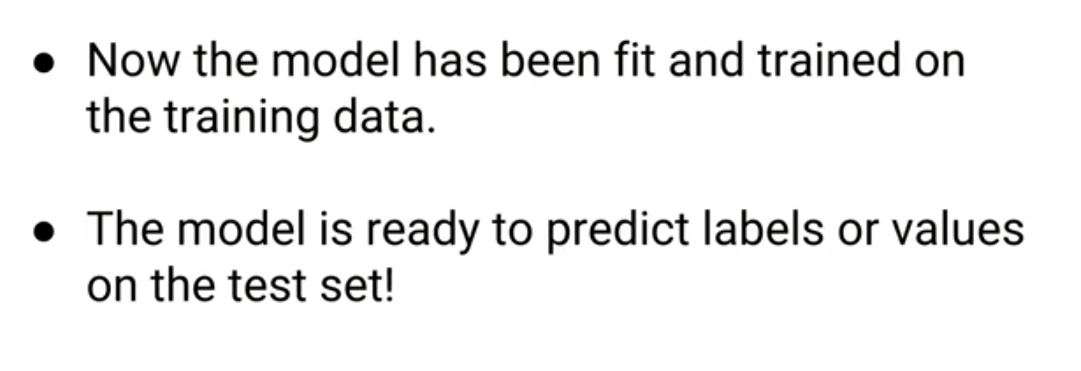 ● Now the model has been fit and trained on
the training data.
● The model is ready to predict labels or values
on the test set!